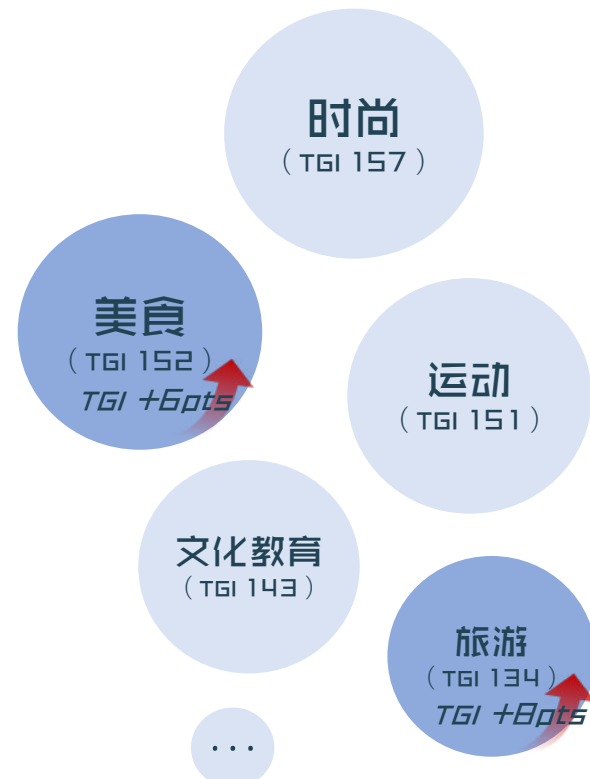 时尚
（TGI 157）
美食
（TGI 152）
TGI +6pts
运动
（TGI 151）
文化教育
（TGI 143）
旅游
（TGI 134）
TGI +8pts
...